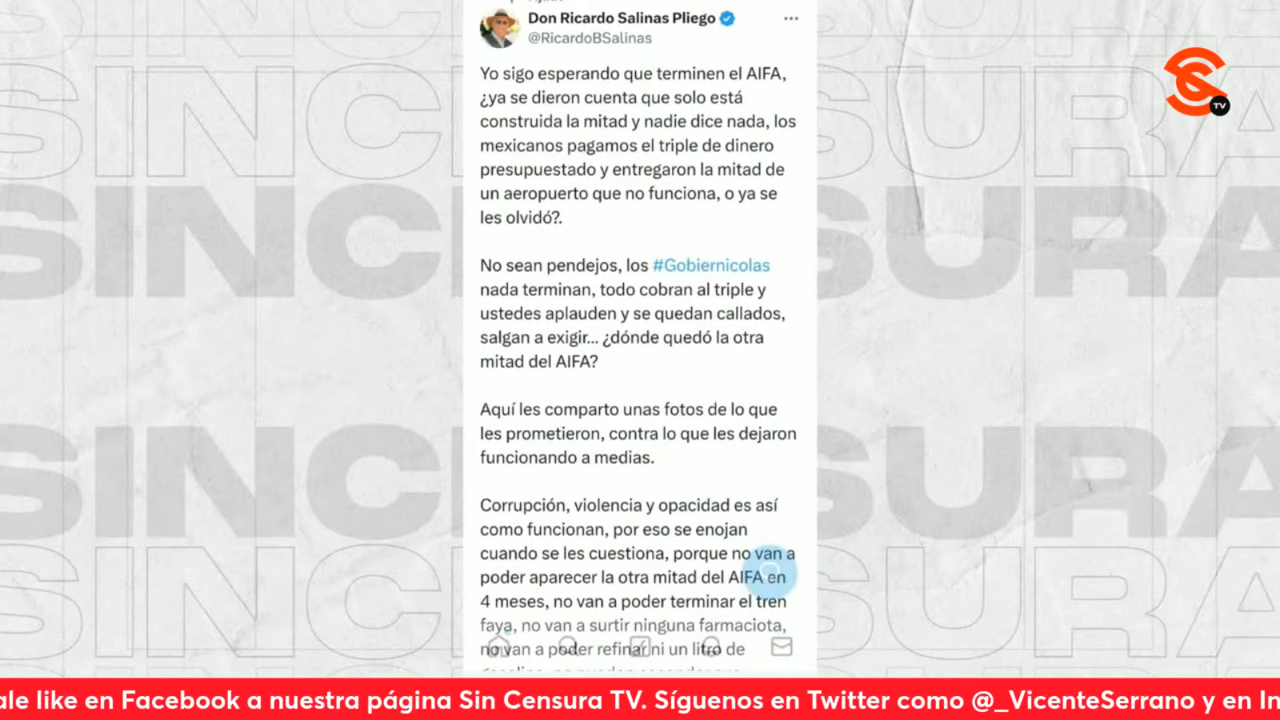 Don Ricardo Salinas Pliego
@RicardoBSalinas
Yo sigo esperando que terminen el AIFA,
¿ya se dieron cuenta que solo está
construida la mitad y nadie dice nada, los
mexicanos pagamos el triple de dinero
presupuestado y entregaron la mitad de
un aeropuerto que no funciona, o ya se
les olvidó?.
No sean pendejos, los #Gobiernicolas
nada terminan, todo cobran al triple y
ustedes aplauden y se quedan callados,
salgan a exigir... ¿dónde quedó la otra
mitad del AIFA?
Aquí les comparto unas fotos de lo que
les prometieron, contra lo que les dejaron
funcionando a medias.
Corrupción, violencia y opacidad es así
como funcionan, por eso se enojan
cuando se les cuestiona, porque no van a
poder aparecer la otra mitad del AIFA en
4 meses, no van a poder terminar el tren
faya, no van a surtir ninguna farmaciota,
no van a poder refinar ni un litro de
TV
SINC SURA
SINC SURA
SINC SURA
SINC SURA
ale like en Facebook a nuestra página Sin Censura TV. Síguenos en Twitter como @_VicenteSerrano y en In